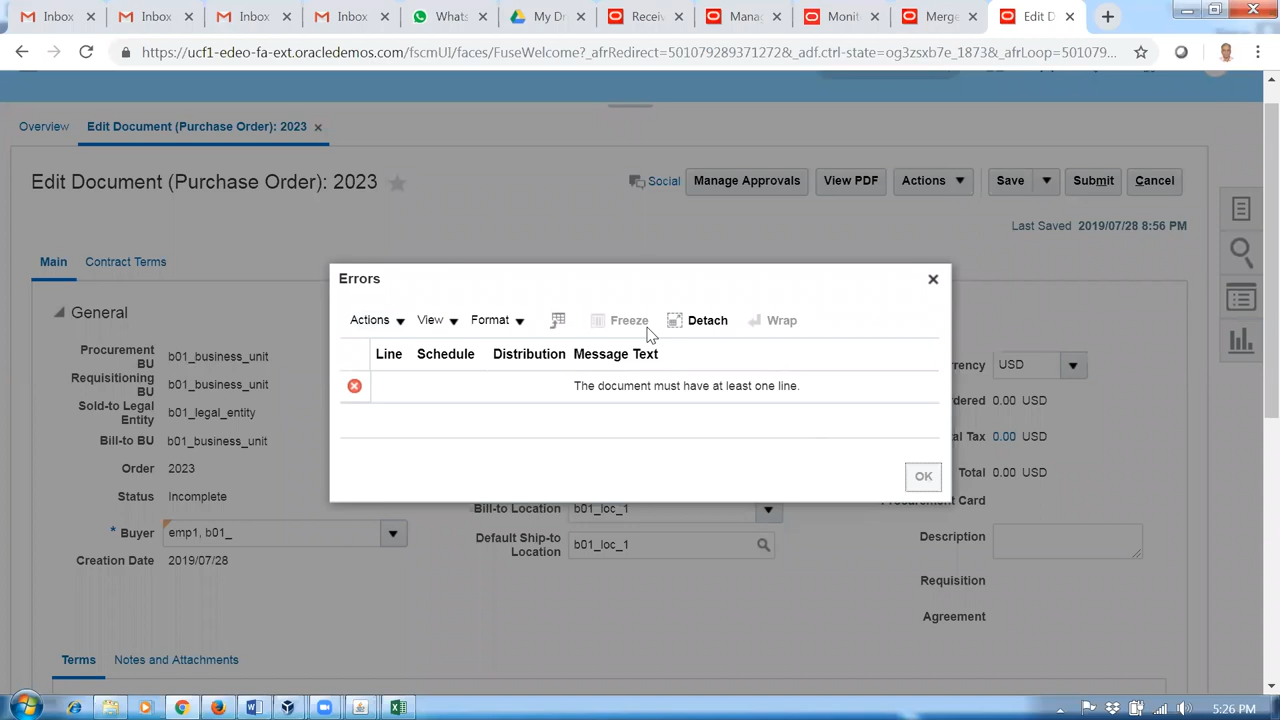 Inbox
Inbox
Inbox
Inbox
Whats
My D
Recei
Mana
Moni
Merg
Edit D
https://ucf1-edeo-fa-ext.oracledemos.com/fscmUI/faces/FuseWelcome?_afrRedirect=501079289371272&_adf.ctrl-state=og3zsxb7e_1873&_afrLoop=501079...
Overview
Edit Document (Purchase Order): 2023
Edit Document (Purchase Order): 2023
Social
Manage Approvals
View PDF
Actions
Save
Submit
Cancel
Last Saved 2019/07/28 8:56 PM
Main
Contract Terms
General
Procurement BU b01_business_unit
Requisitioning BU b01_business_unit
Sold-to Legal Entity b01_legal_entity
Bill-to BU b01_business_unit
Order 2023
Status Incomplete
* Buyer emp1, b01_
Creation Date 2019/07/28
Errors
Actions View Format Freeze Detach Wrap
Line Schedule Distribution Message Text
The document must have at least one line.
OK
Bill-to Location b01_loc_1
Default Ship-to Location b01_loc_1
rrency USD
dered 0.00 USD
tal Tax 0.00 USD
Total 0.00 USD
Procurement Card
Description
Requisition
Agreement
Terms
Notes and Attachments
5:26 PM